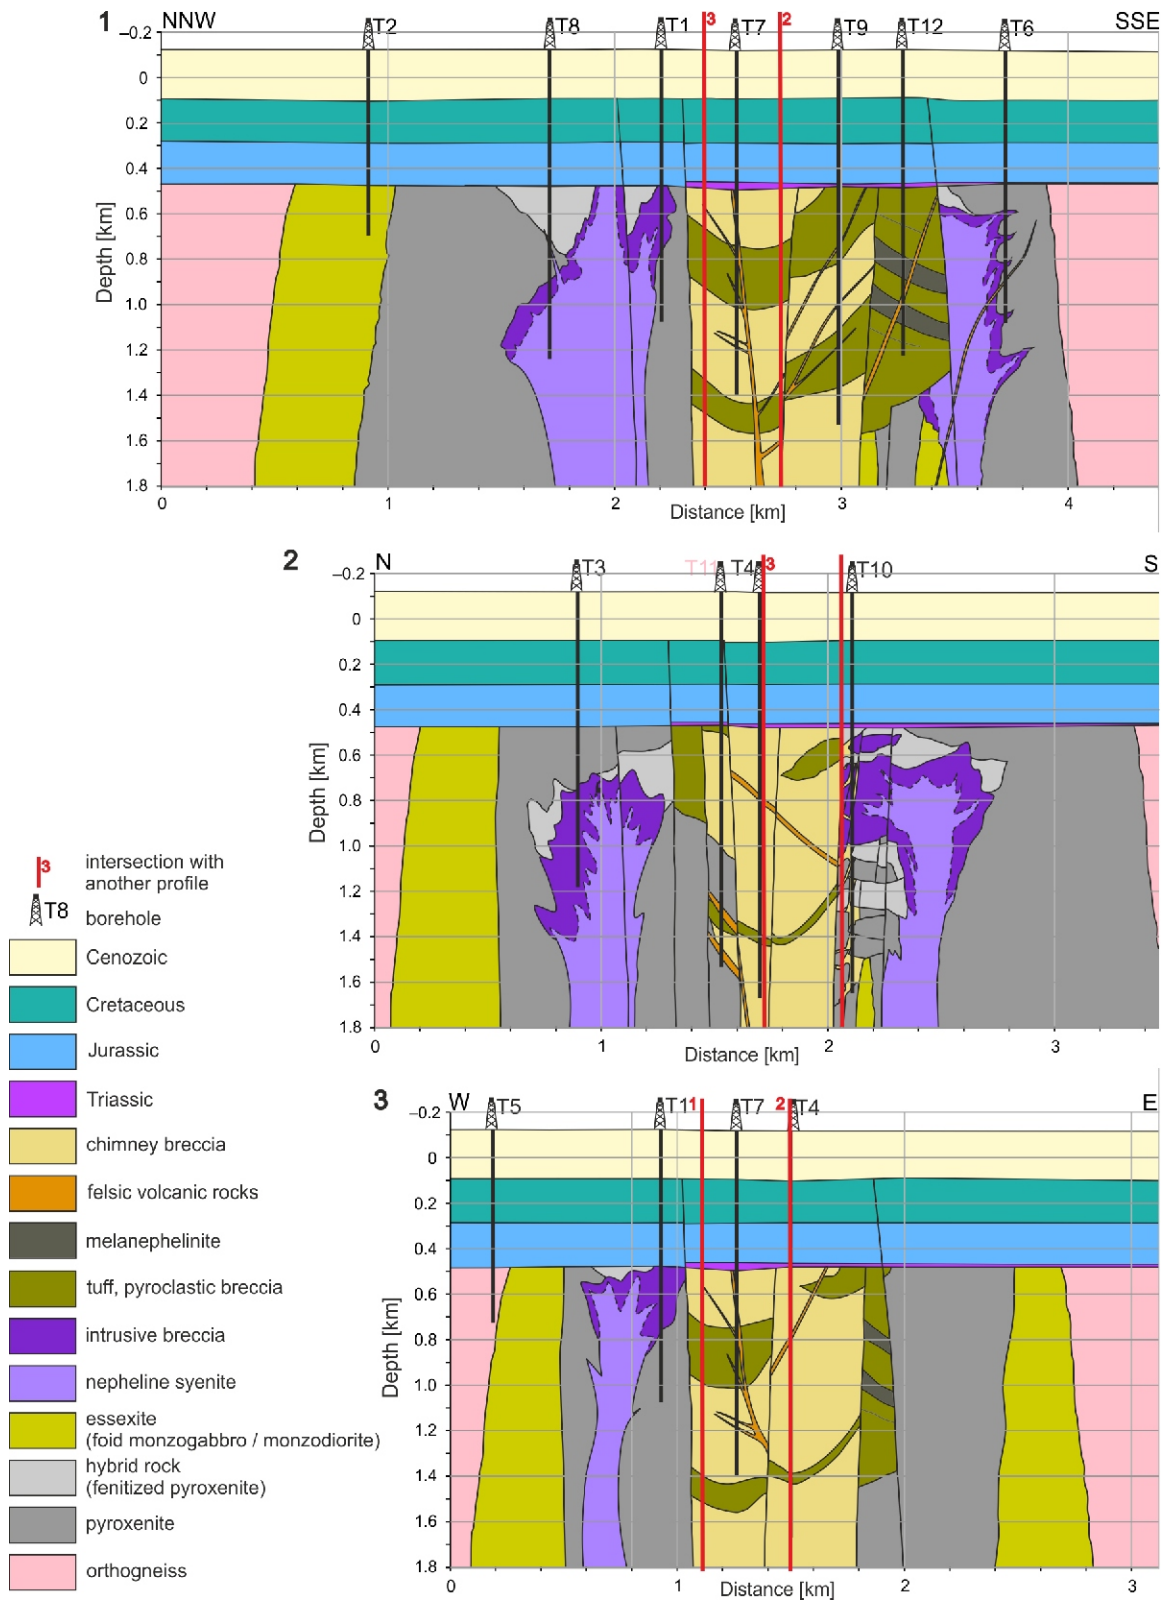 1
NNW
T2
T8
T1
3
T7
2
T9
T12
T6
SSE
–0.2
0
0.2
0.4
0.6
0.8
1.0
1.2
1.4
1.6
1.8
Depth [km]
0
1
2
3
4
Distance [km]
2
N
T3
T11
T4
3
T10
S
–0.2
0
0.2
0.4
0.6
0.8
1.0
1.2
1.4
1.6
1.8
Depth [km]
0
1
2
3
Distance [km]
3
W
T5
T1
1
T7
2
T4
E
–0.2
0
0.2
0.4
0.6
0.8
1.0
1.2
1.4
1.6
1.8
Depth [km]
0
1
2
3
Distance [km]
3
intersection with
another profile
T8
borehole
Cenozoic
Cretaceous
Jurassic
Triassic
chimney breccia
felsic volcanic rocks
melanephelinite
tuff, pyroclastic breccia
intrusive breccia
nepheline syenite
essexite
(foid monzogabbro / monzodiorite)
hybrid rock
(fenitized pyroxenite)
pyroxenite
orthogneiss